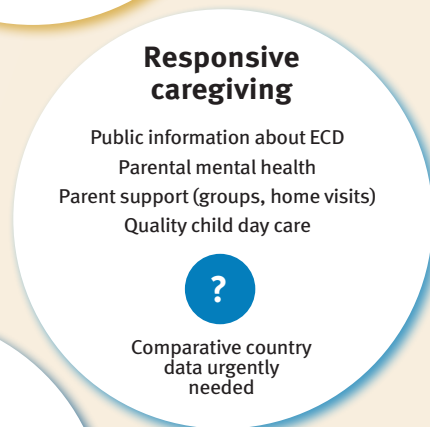 Responsive
caregiving
Public information about ECD
Parental mental health
Parent support (groups, home visits)
Quality child day care
?
Comparative country
data urgently
needed